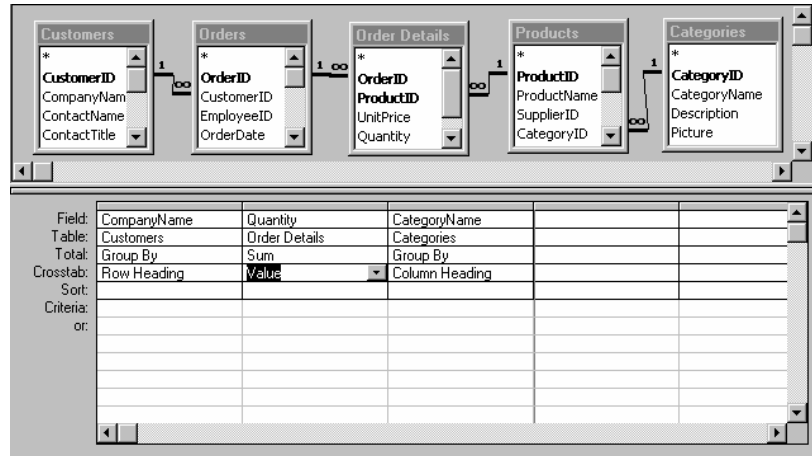 Customers
*
CustomerID
CompanyNam
ContactName
ContactTitle
1
∞
Orders
*
OrderID
CustomerID
EmployeeID
OrderDate
1
∞
Order Details
*
OrderID
ProductID
UnitPrice
Quantity
1
∞
Products
*
ProductID
ProductName
SupplierID
CategoryID
1
∞
Categories
*
CategoryID
CategoryName
Description
Picture
Field: CompanyName Quantity CategoryName
Table: Customers Order Details Categories
Total: Group By Sum Group By
Crosstab: Row Heading Value Column Heading
Sort:
Criteria:
or: